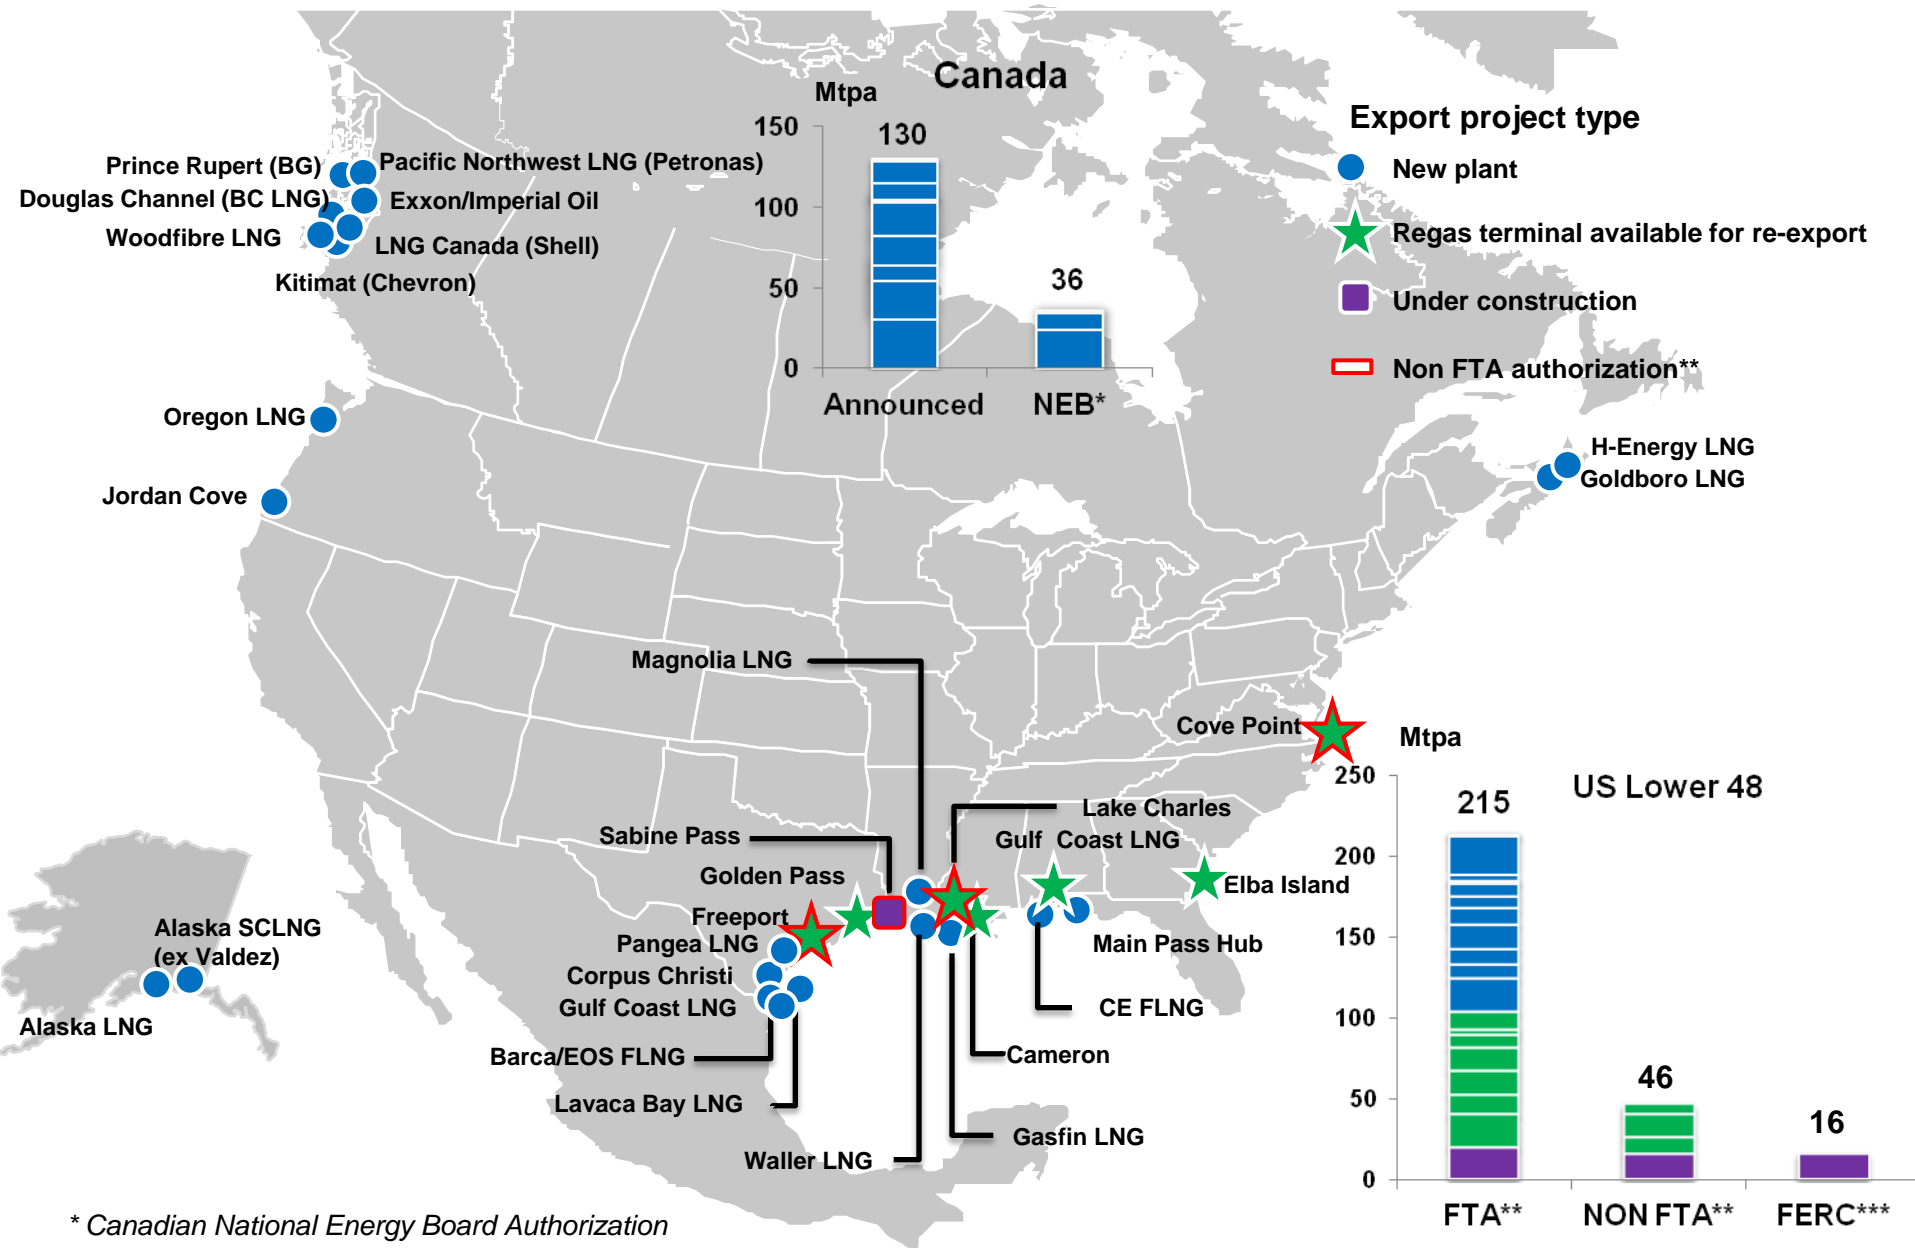 Canada
Mtpa
150
100
50
0
130
36
Announced
NEB*
Export project type
New plant
Regas terminal available for re-export
Under construction
Non FTA authorization**
Prince Rupert (BG)
Pacific Northwest LNG (Petronas)
Douglas Channel (BC LNG)
Exxon/Imperial Oil
Woodfibre LNG
LNG Canada (Shell)
Kitimat (Chevron)
Oregon LNG
Jordan Cove
H-Energy LNG
Goldboro LNG
Magnolia LNG
Cove Point
Lake Charles
Sabine Pass
Gulf Coast LNG
Golden Pass
Elba Island
Freeport
Pangea LNG
Main Pass Hub
Corpus Christi
Gulf Coast LNG
CE FLNG
Barca/EOS FLNG
Cameron
Lavaca Bay LNG
Gasfin LNG
Waller LNG
Alaska SCLNG
(ex Valdez)
Alaska LNG
Mtpa
US Lower 48
250
200
150
100
50
0
215
46
16
FTA**
NON FTA**
FERC***
* Canadian National Energy Board Authorization